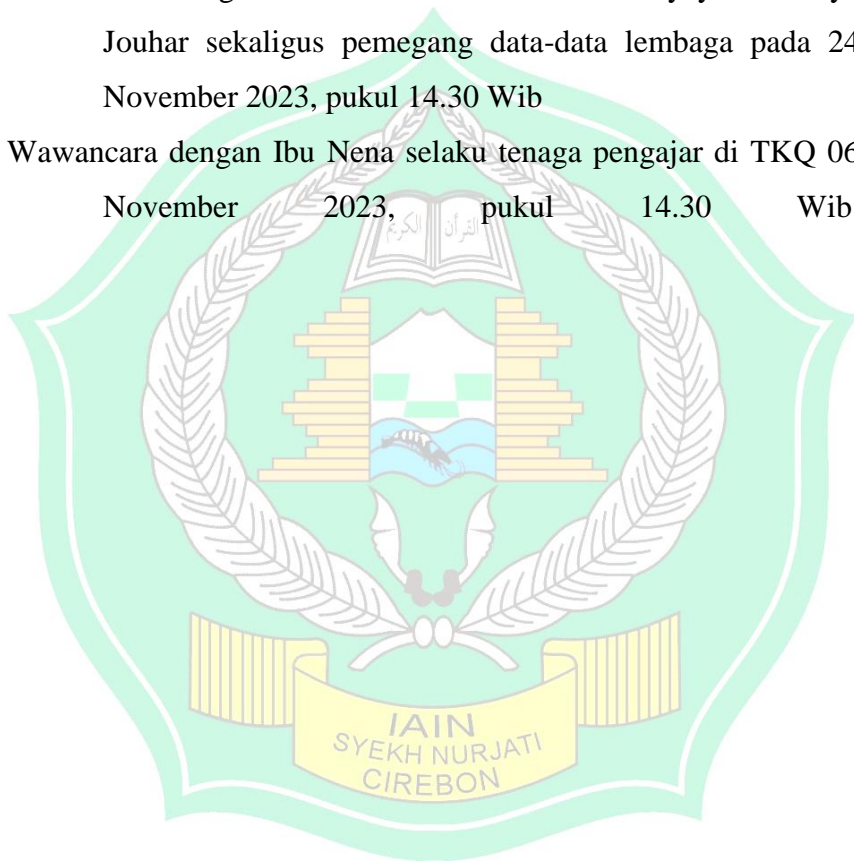 Jouhar sekaligus pemegang data-data lembaga pada 24
November 2023, pukul 14.30 Wib
Wawancara dengan Ibu Nena selaku tenaga pengajar di TKQ 06
November 2023, pukul 14.30 Wib
القرآن الكريم
IAIN
SYEKH NURJATI
CIREBON